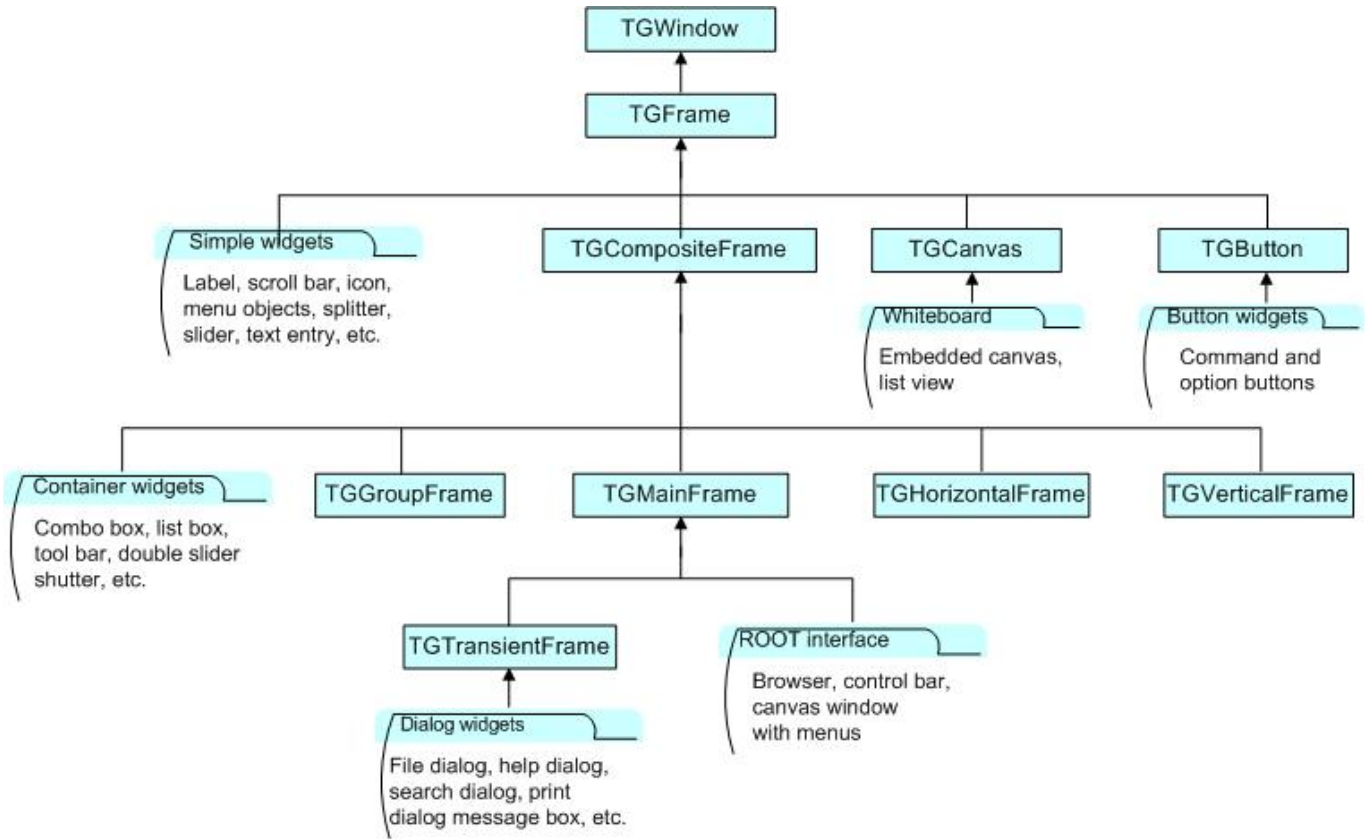 TGWindow
TGFrame
Simple widgets
Label, scroll bar, icon,
menu objects, splitter,
slider, text entry, etc.
TGCompositeFrame
TGCanvas
Whiteboard
Embedded canvas,
list view
TGButton
Button widgets
Command and
option buttons
Container widgets
Combo box, list box,
tool bar, double slider
shutter, etc.
TGGroupFrame
TGMainFrame
TGHorizontalFrame
TGVerticalFrame
TGTransientFrame
Dialog widgets
File dialog, help dialog,
search dialog, print
dialog message box, etc.
ROOT interface
Browser, control bar,
canvas window
with menus